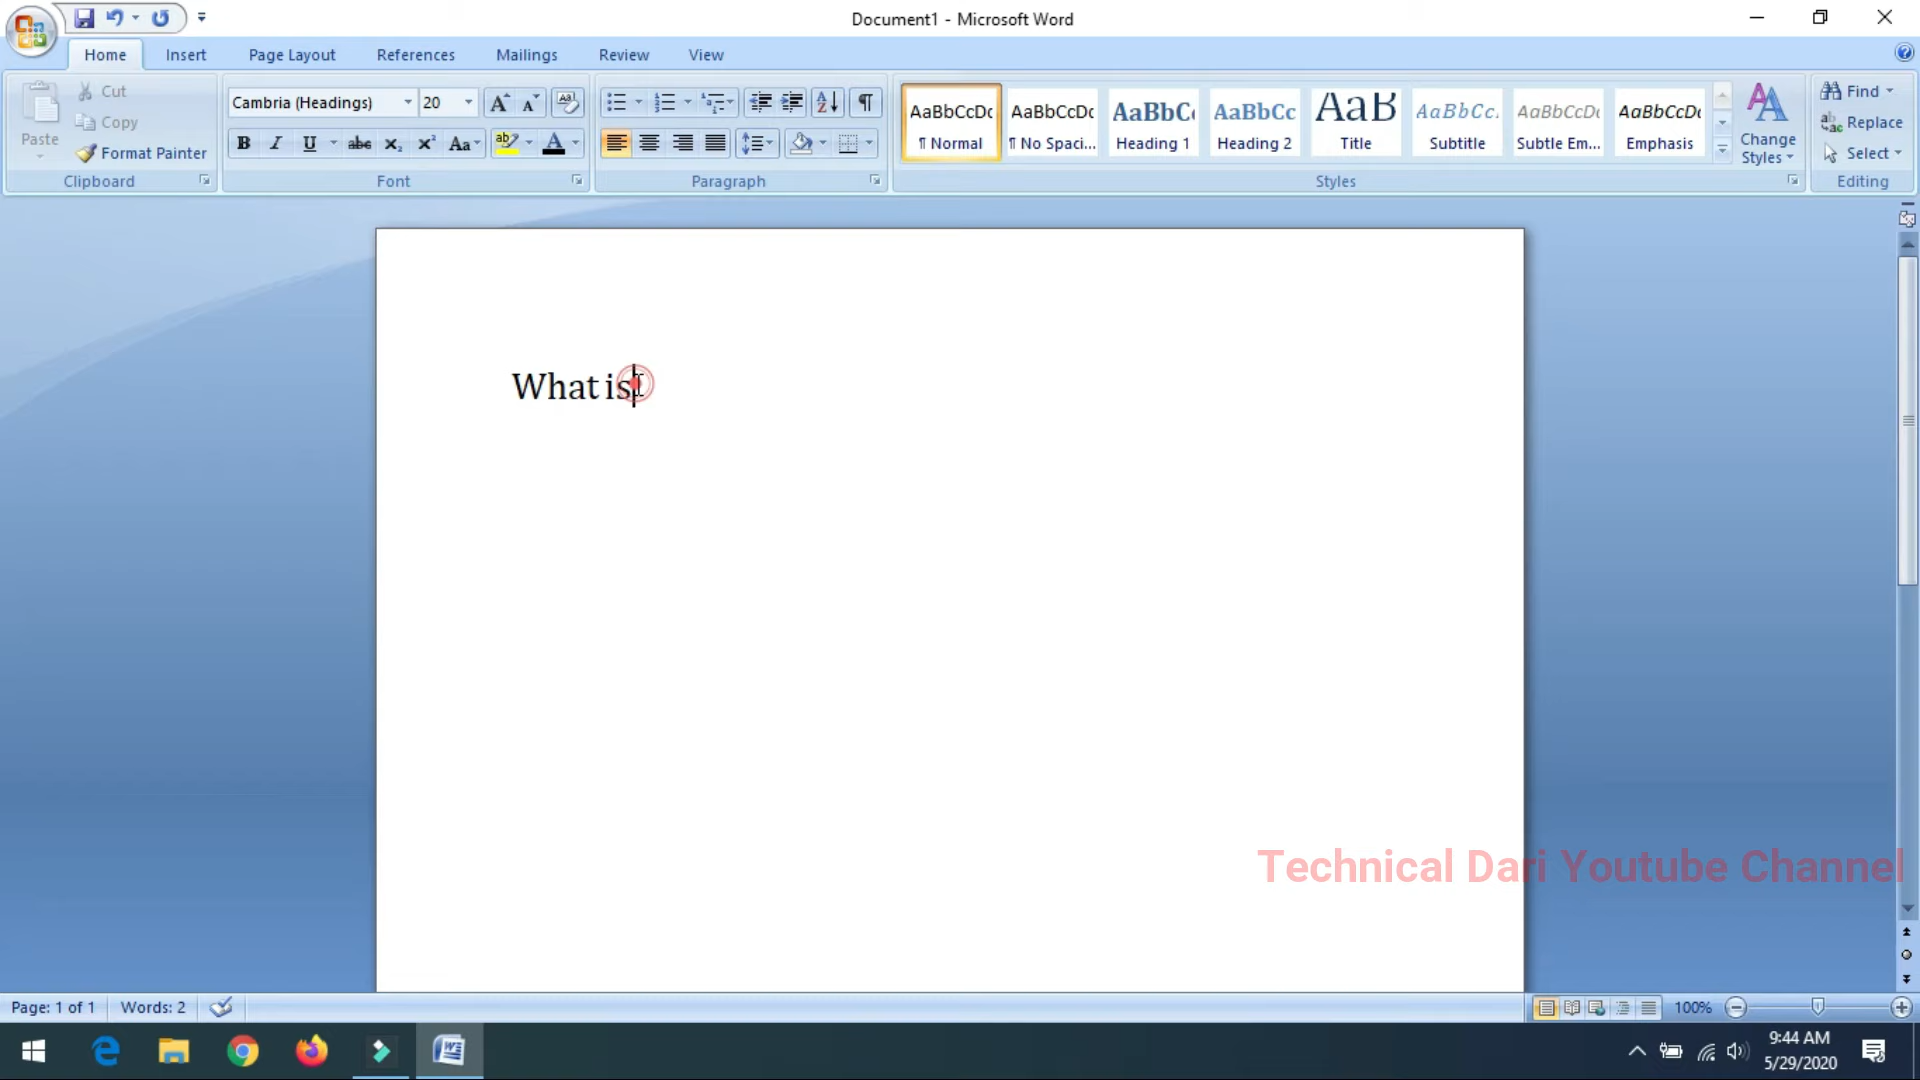 Document1 - Microsoft Word
Home Insert Page Layout References Mailings Review View
Paste
Cut
Copy
Format Painter
Clipboard
Cambria (Headings) 20
Font
Paragraph
AaBbCcDc AaBbCcDc AaBbC AaBbCc AaB AaBbCc. AaBbCcDc AaBbCcDc
¶ Normal ¶ No Spaci... Heading 1 Heading 2 Title Subtitle Subtle Em... Emphasis
Styles
Change
Styles
Find
Replace
Select
Editing
What is
Technical Dari Youtube Channel
Page: 1 of 1 Words: 2 100%
9:44 AM
5/29/2020